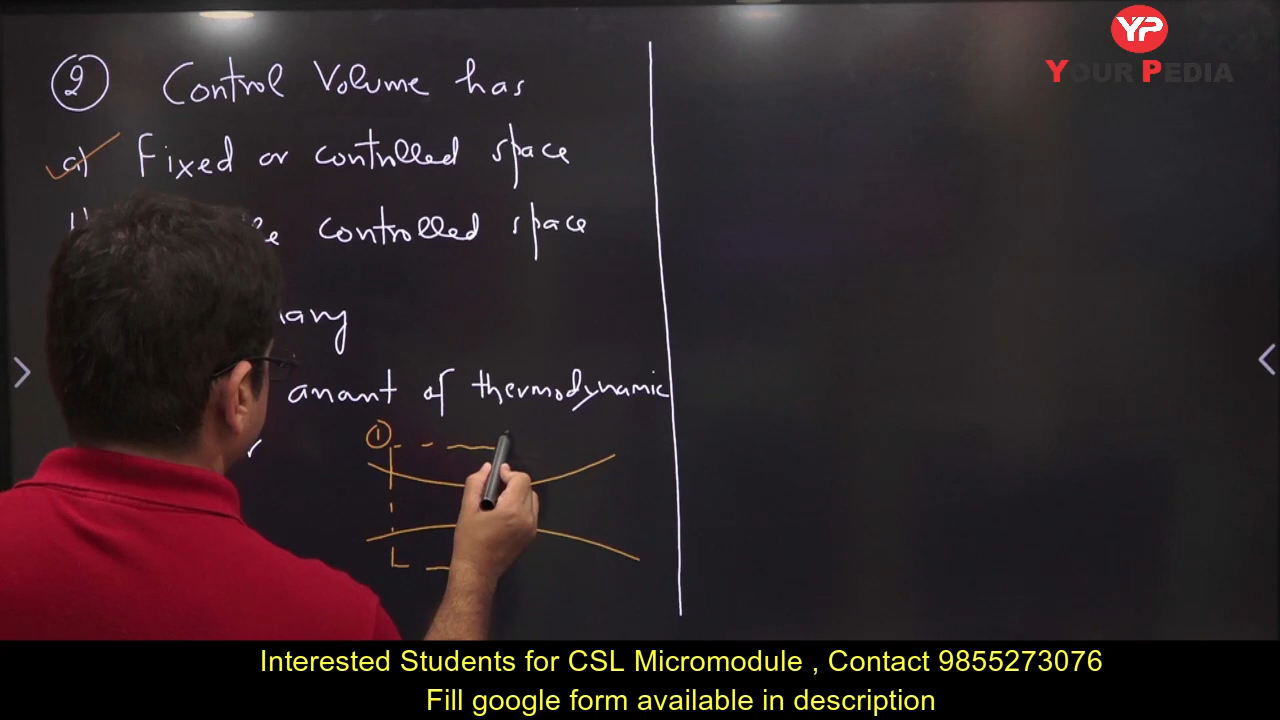 YP
YOUR PEDIA
2 Control Volume has
a) Fixed or controlled space
controlled space
of thermodynamic
1
Interested Students for CSL Micromodule , Contact 9855273076
Fill google form available in description